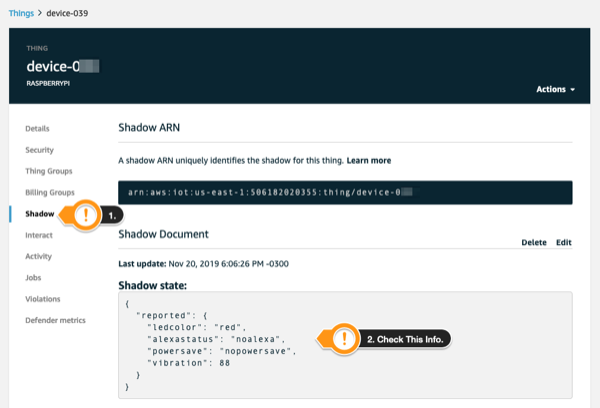 Things > device-039
THING
device-0
RASPBERRYPI
Actions
Details
Security
Thing Groups
Billing Groups
Shadow
! 1.
Interact
Activity
Jobs
Violations
Defender metrics
Shadow ARN
A shadow ARN uniquely identifies the shadow for this thing. Learn more
arn:aws:iot:us-east-1:506182020355:thing/device-0
Shadow Document
Delete Edit
Last update: Nov 20, 2019 6:06:26 PM -0300
Shadow state:
{
"reported": {
"ledcolor": "red",
"alexastatus": "noalexa",
"powersave": "nopowersave",
"vibration": 88
}
}
! 2. Check This Info.